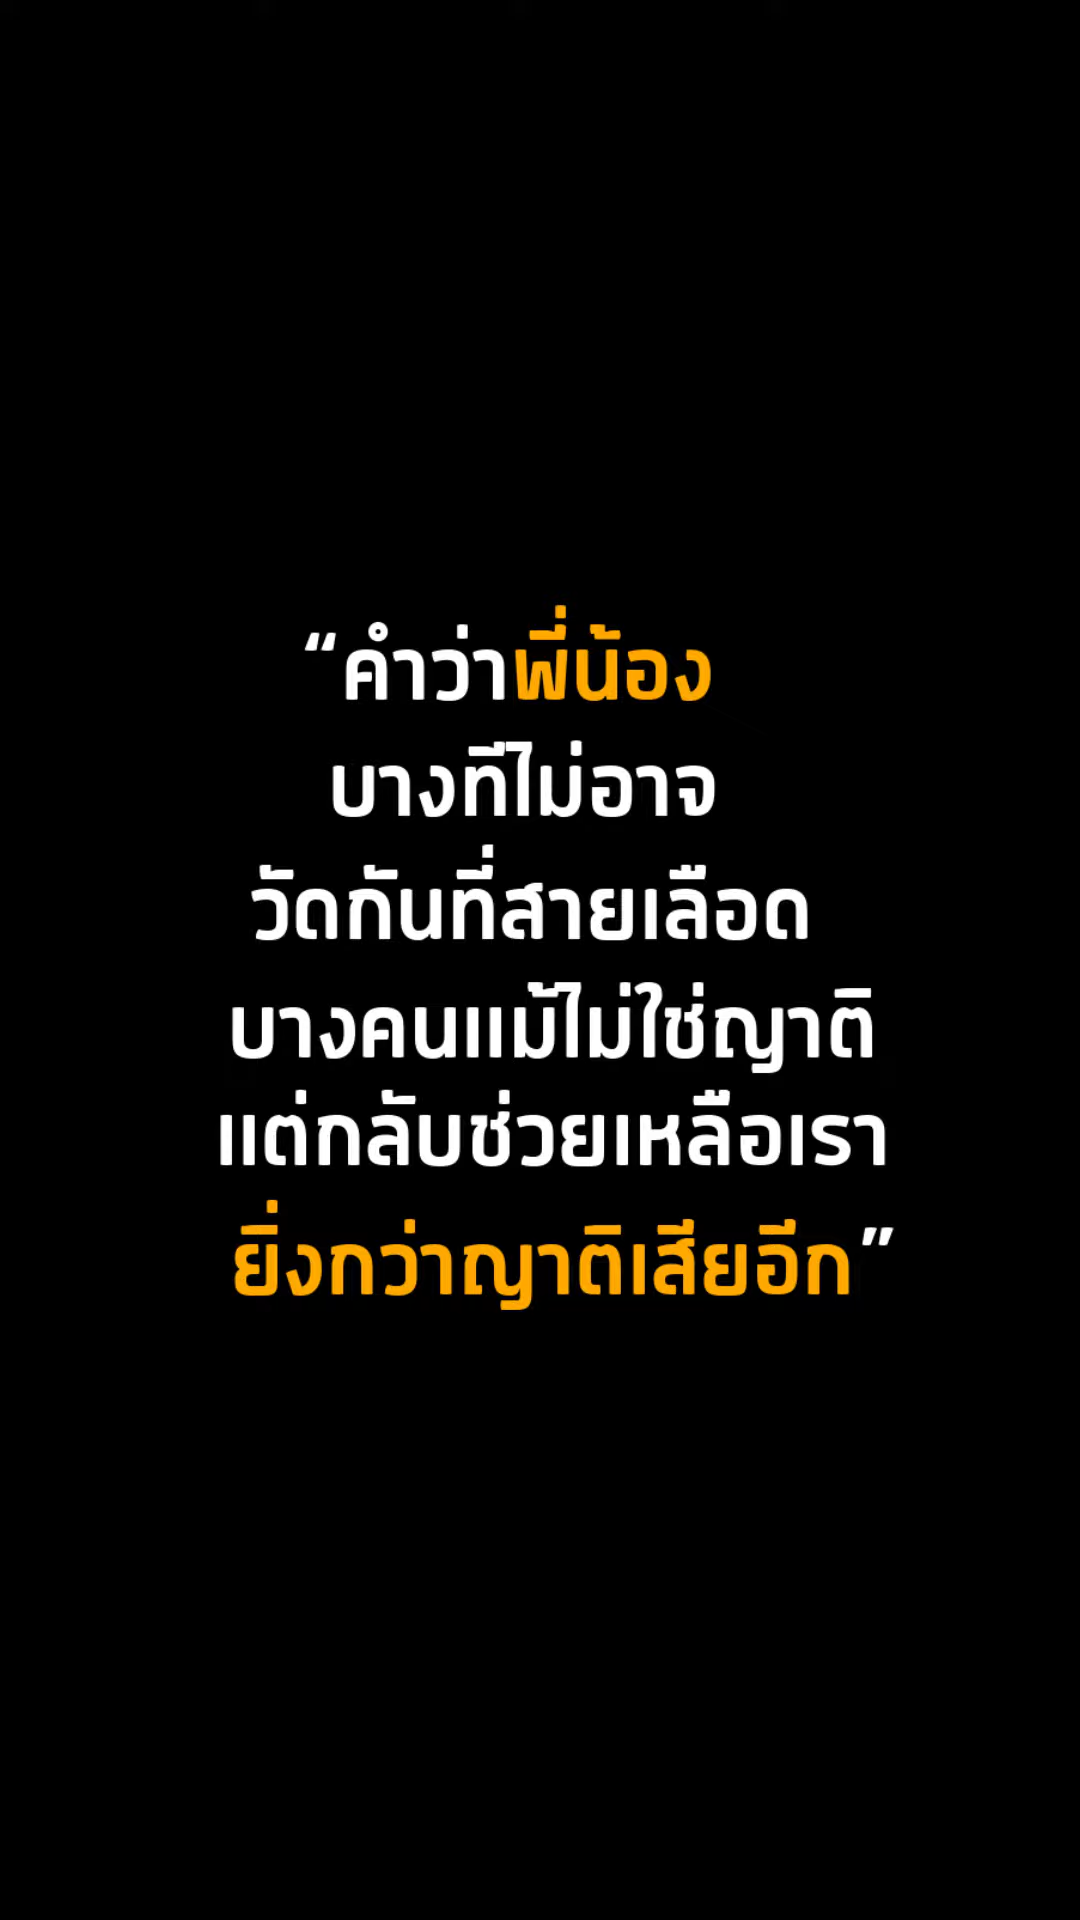 “คำว่าพี่น้อง
บางทีไม่อาจ
วัดกันที่สายเลือด
บางคนแม้ไม่ใช่ญาติ
แต่กลับช่วยเหลือเรา
ยิ่งกว่าญาติเสียอีก”